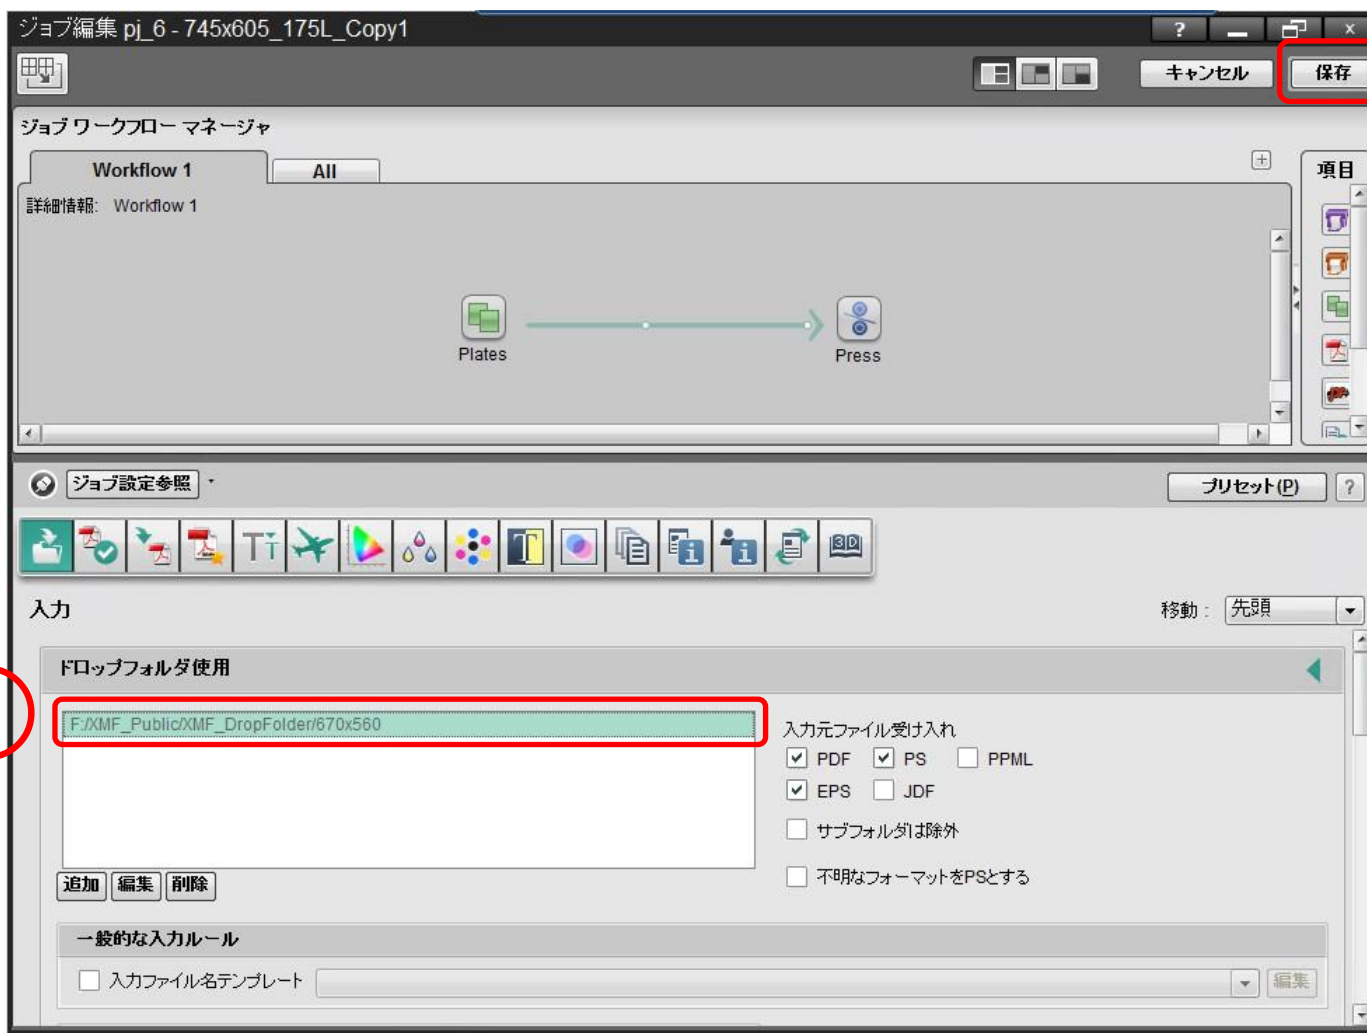 ジョブ編集 pj_6 - 745x605_175L_Copy1
? x
キャンセル 保存
ジョブ ワークフロー マネージャ
Workflow 1 All
項目
詳細情報: Workflow 1
Plates Press
ジョブ設定参照
プリセット(P) ?
入力
移動 : 先頭
ドロップフォルダ使用
F:/XMF_Public/XMF_DropFolder/670x560
入力元ファイル受け入れ
PDF PS PPML
EPS JDF
サブフォルダは除外
不明なフォーマットをPSとする
追加 編集 削除
一般的な入力ルール
入力ファイル名テンプレート 編集